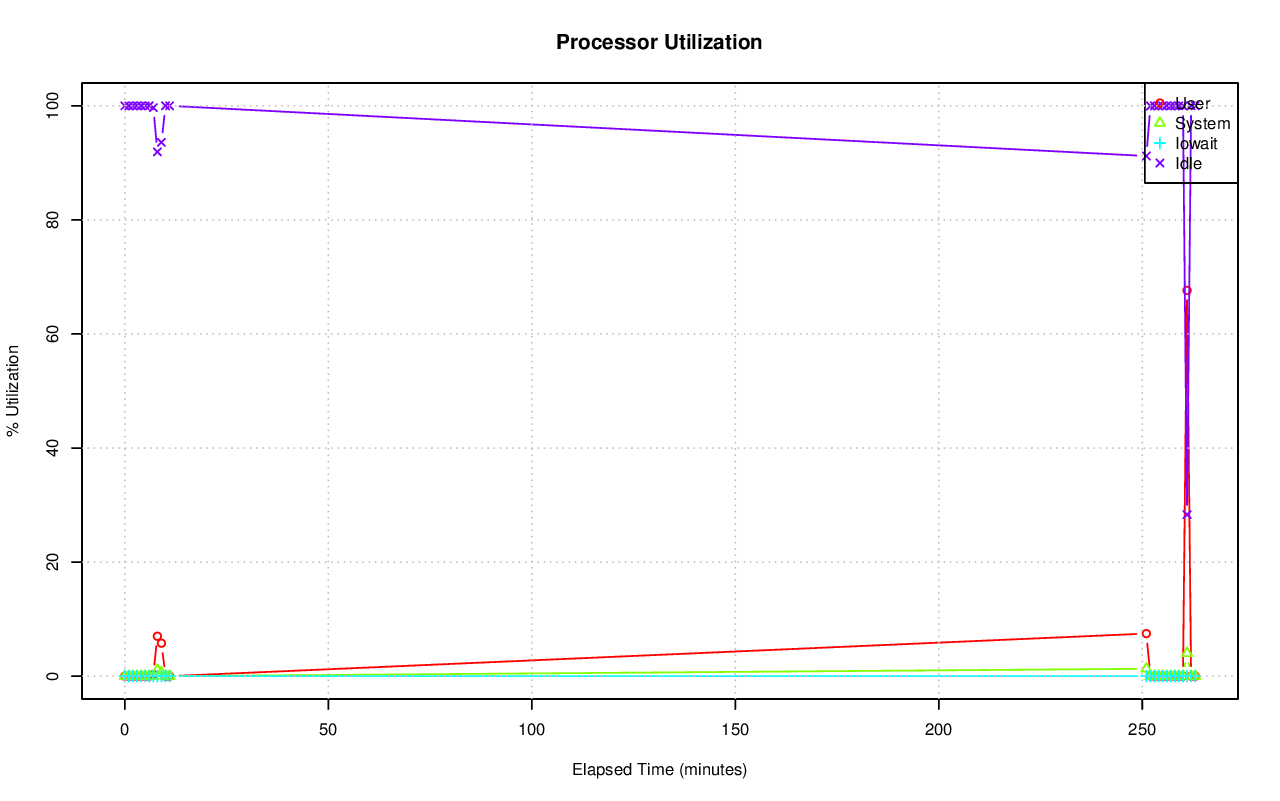 Processor Utilization
% Utilization
100
80
60
40
20
0
User
System
Iowait
Idle
0 50 100 150 200 250
Elapsed Time (minutes)